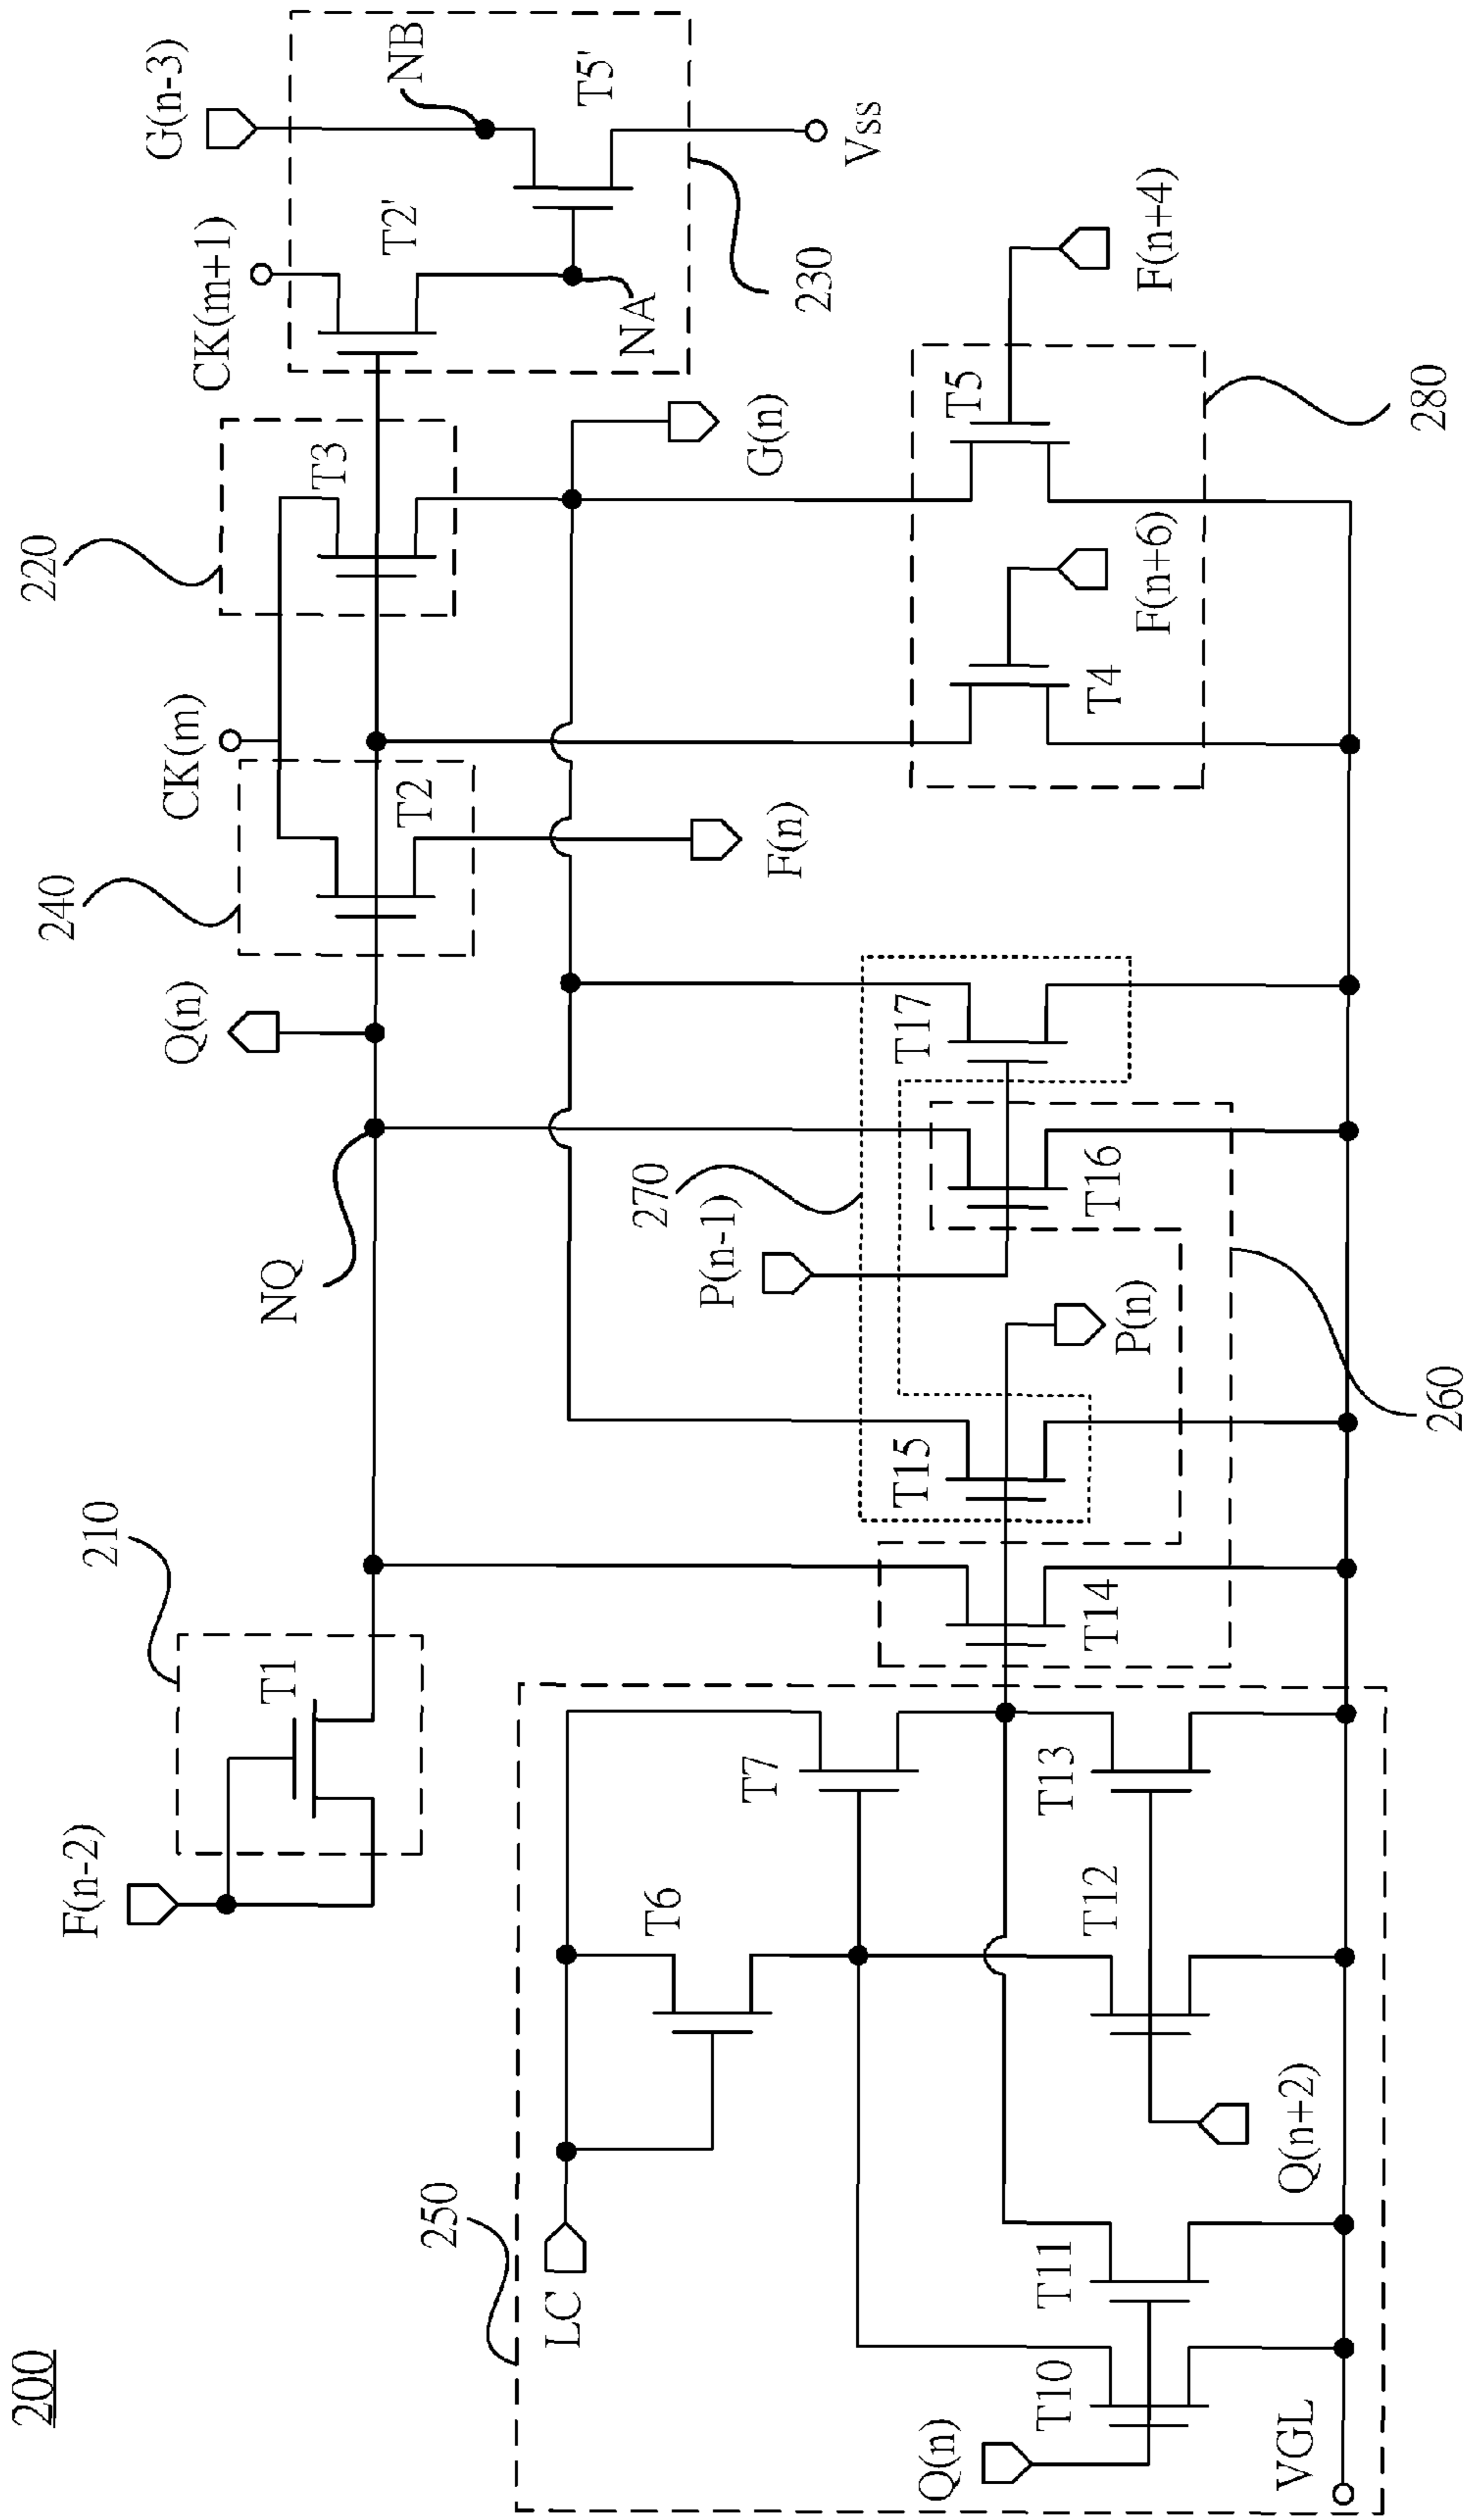 200
250
LC
Q(n)
VGL
T10
T11
Q(n+2)
T6
T12
T7
T13
F(n-2)
T1
210
T14
T15
260
P(n)
P(n-1)
270
T16
T17
NQ
Q(n)
240
T2
F(n)
CK(m)
220
T3
T4
F(n+6)
T5
G(n)
280
F(n+4)
CK(m+1)
T2'
NA
230
G(n-3)
NB
T5'
Vss